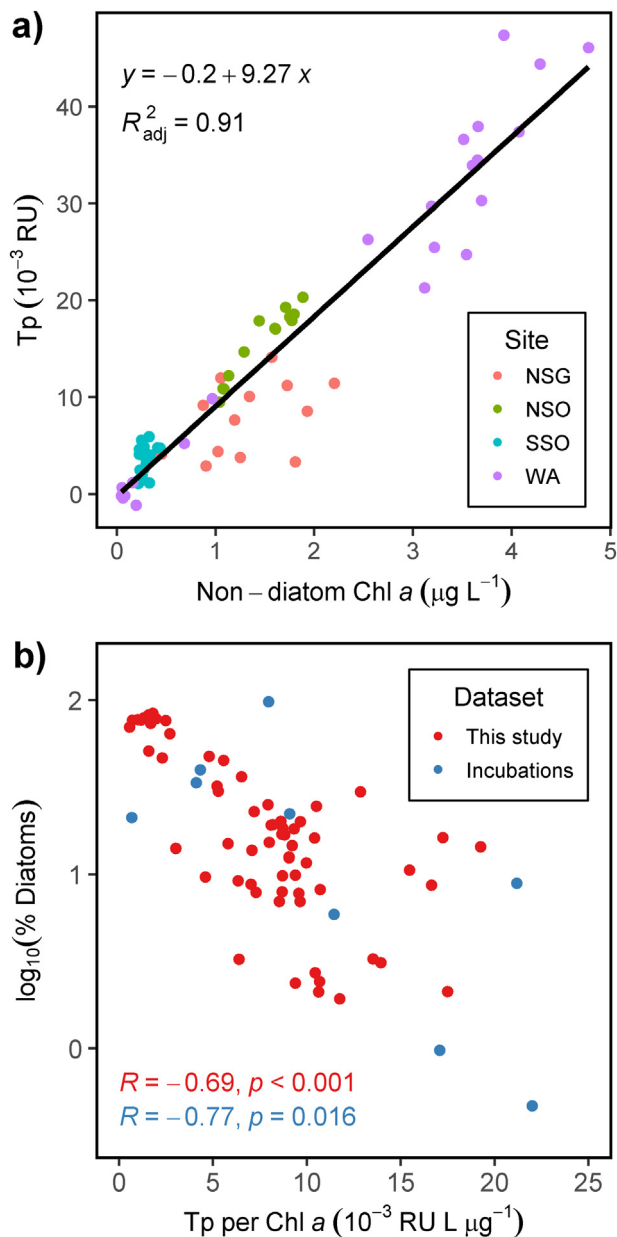 a)
y = −0.2 + 9.27 x
R²adj = 0.91
Tp (10⁻³ RU)
40
30
20
10
0
Site
NSG
NSO
SSO
WA
0 1 2 3 4 5
Non − diatom Chl a (μg L⁻¹)
b)
log₁₀(% Diatoms)
2
1
0
Dataset
This study
Incubations
R = −0.69, p < 0.001
R = −0.77, p = 0.016
0 5 10 15 20 25
Tp per Chl a (10⁻³ RU L μg⁻¹)